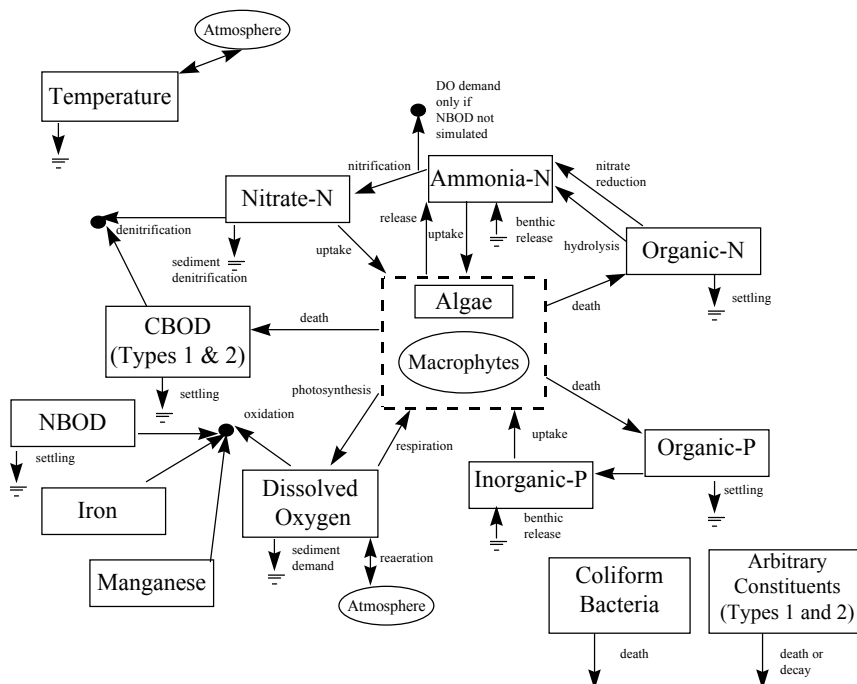 Atmosphere
Temperature
DO demand
only if
NBOD not
simulated
nitrification
Ammonia-N
nitrate
reduction
Nitrate-N
release
uptake
benthic
release
hydrolysis
Organic-N
denitrification
uptake
sediment
denitrification
settling
Algae
death
death
CBOD
(Types 1 & 2)
Macrophytes
settling
photosynthesis
death
NBOD
oxidation
settling
respiration
uptake
Organic-P
Iron
Dissolved
Oxygen
Inorganic-P
settling
Manganese
sediment
demand
reaeration
benthic
release
Atmosphere
Coliform
Bacteria
Arbitrary
Constituents
(Types 1 and 2)
death
death or
decay